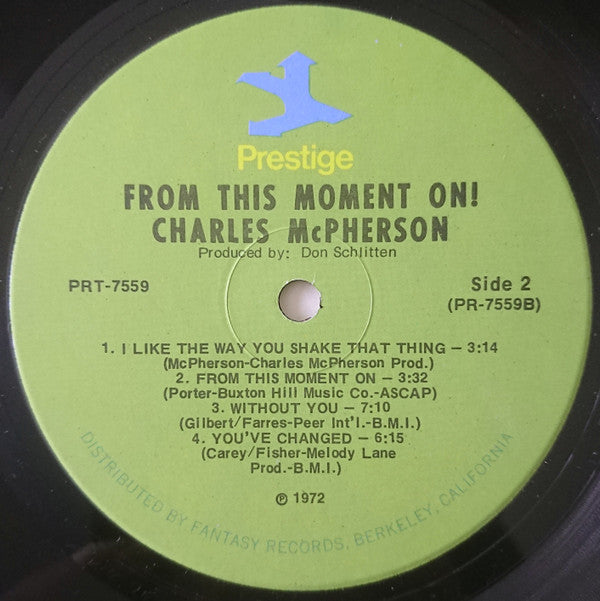 Prestige
FROM THIS MOMENT ON!
CHARLES McPHERSON
Produced by: Don Schlitten
PRT-7559
Side 2
(PR-7559B)
1. I LIKE THE WAY YOU SHAKE THAT THING – 3:14
(McPherson-Charles McPherson Prod.)
2. FROM THIS MOMENT ON – 3:32
(Porter-Buxton Hill Music Co.-ASCAP)
3. WITHOUT YOU – 7:10
(Gilbert/Farres-Peer Int'l.-B.M.I.)
4. YOU'VE CHANGED – 6:15
(Carey/Fisher-Melody Lane
Prod.-B.M.I.)
℗ 1972
DISTRIBUTED BY FANTASY RECORDS, BERKELEY, CALIFORNIA